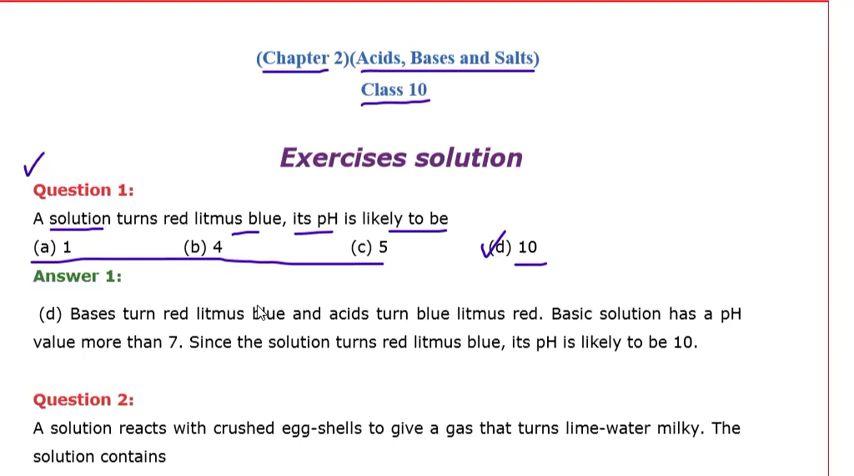 (Chapter 2)(Acids, Bases and Salts)
Class 10
Exercises solution
Question 1:
A solution turns red litmus blue, its pH is likely to be
(a) 1 (b) 4 (c) 5 (d) 10
Answer 1:
(d) Bases turn red litmus blue and acids turn blue litmus red. Basic solution has a pH
value more than 7. Since the solution turns red litmus blue, its pH is likely to be 10.
Question 2:
A solution reacts with crushed egg-shells to give a gas that turns lime-water milky. The
solution contains